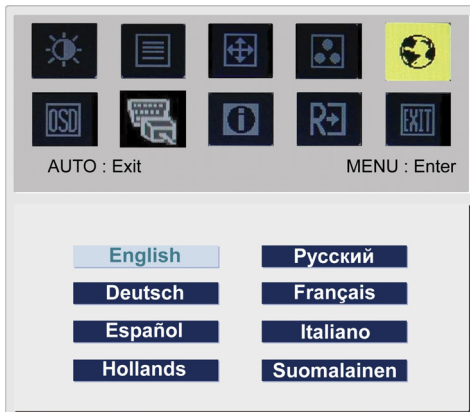 OSD
i
R
EXIT
AUTO : Exit MENU : Enter
English Русский
Deutsch Français
Español Italiano
Hollands Suomalainen